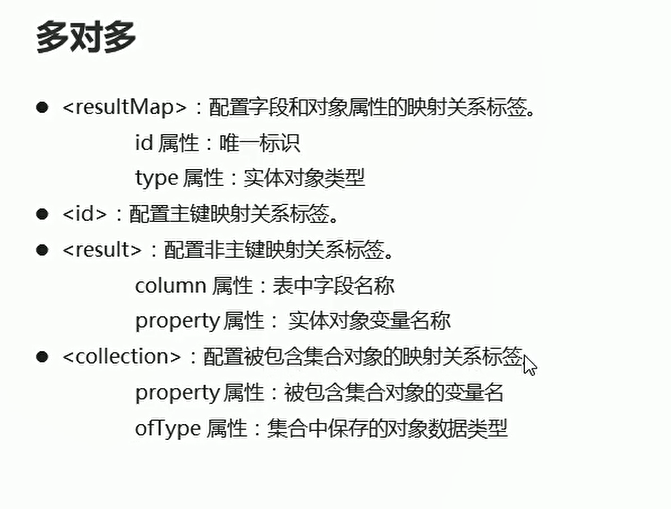 多对多
● <resultMap>：配置字段和对象属性的映射关系标签。
id 属性：唯一标识
type 属性：实体对象类型
● <id>：配置主键映射关系标签。
● <result>：配置非主键映射关系标签。
column 属性：表中字段名称
property 属性： 实体对象变量名称
● <collection>：配置被包含集合对象的映射关系标签
property 属性：被包含集合对象的变量名
ofType 属性：集合中保存的对象数据类型